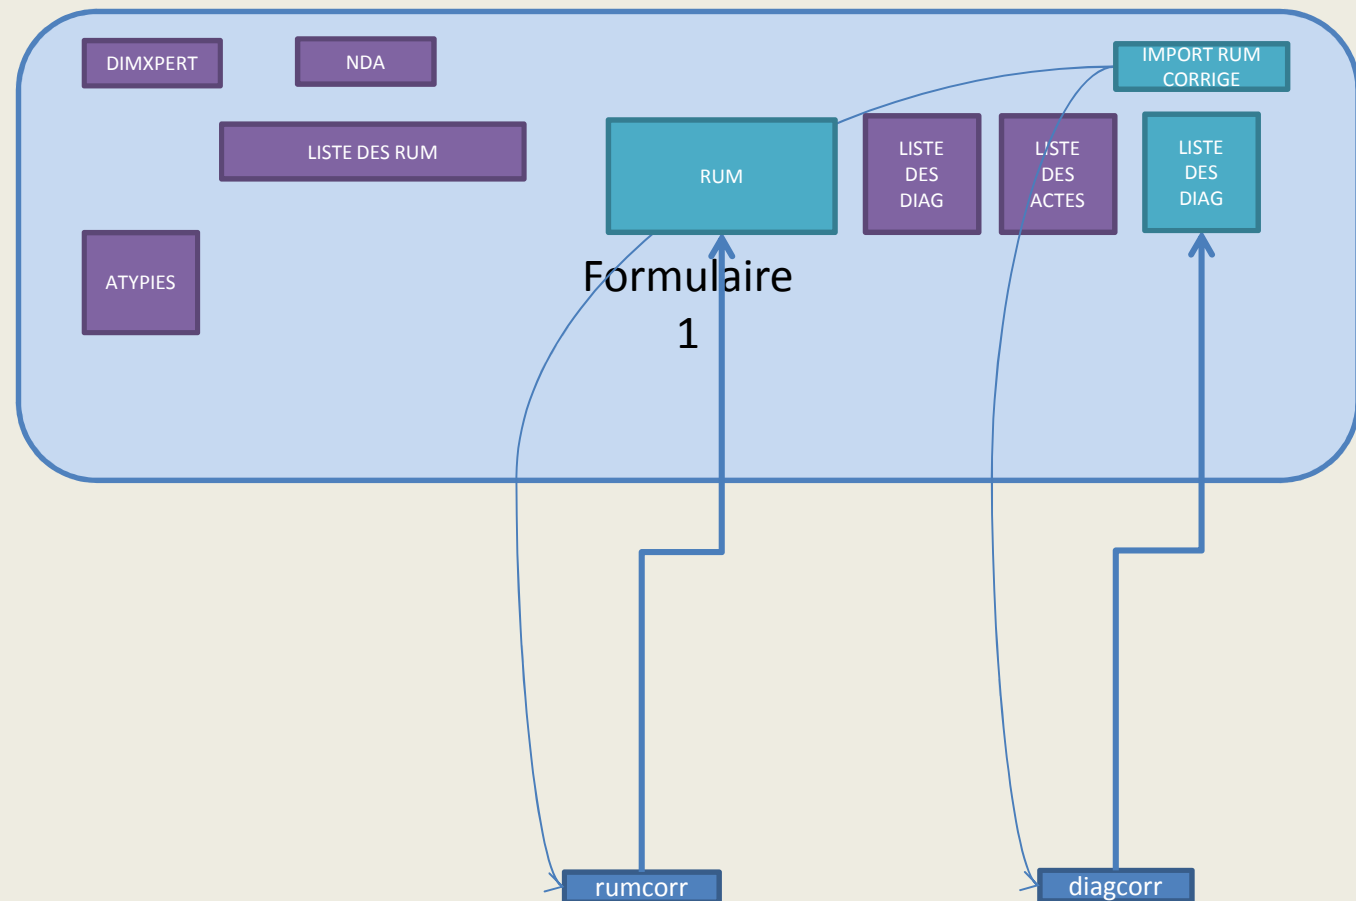 DIMXPERT
NDA
IMPORT RUM
CORRIGE
LISTE DES RUM
RUM
LISTE
DES
DIAG
LISTE
DES
ACTES
LISTE
DES
DIAG
ATYPIES
Formulaire
1
rumcorr
diagcorr